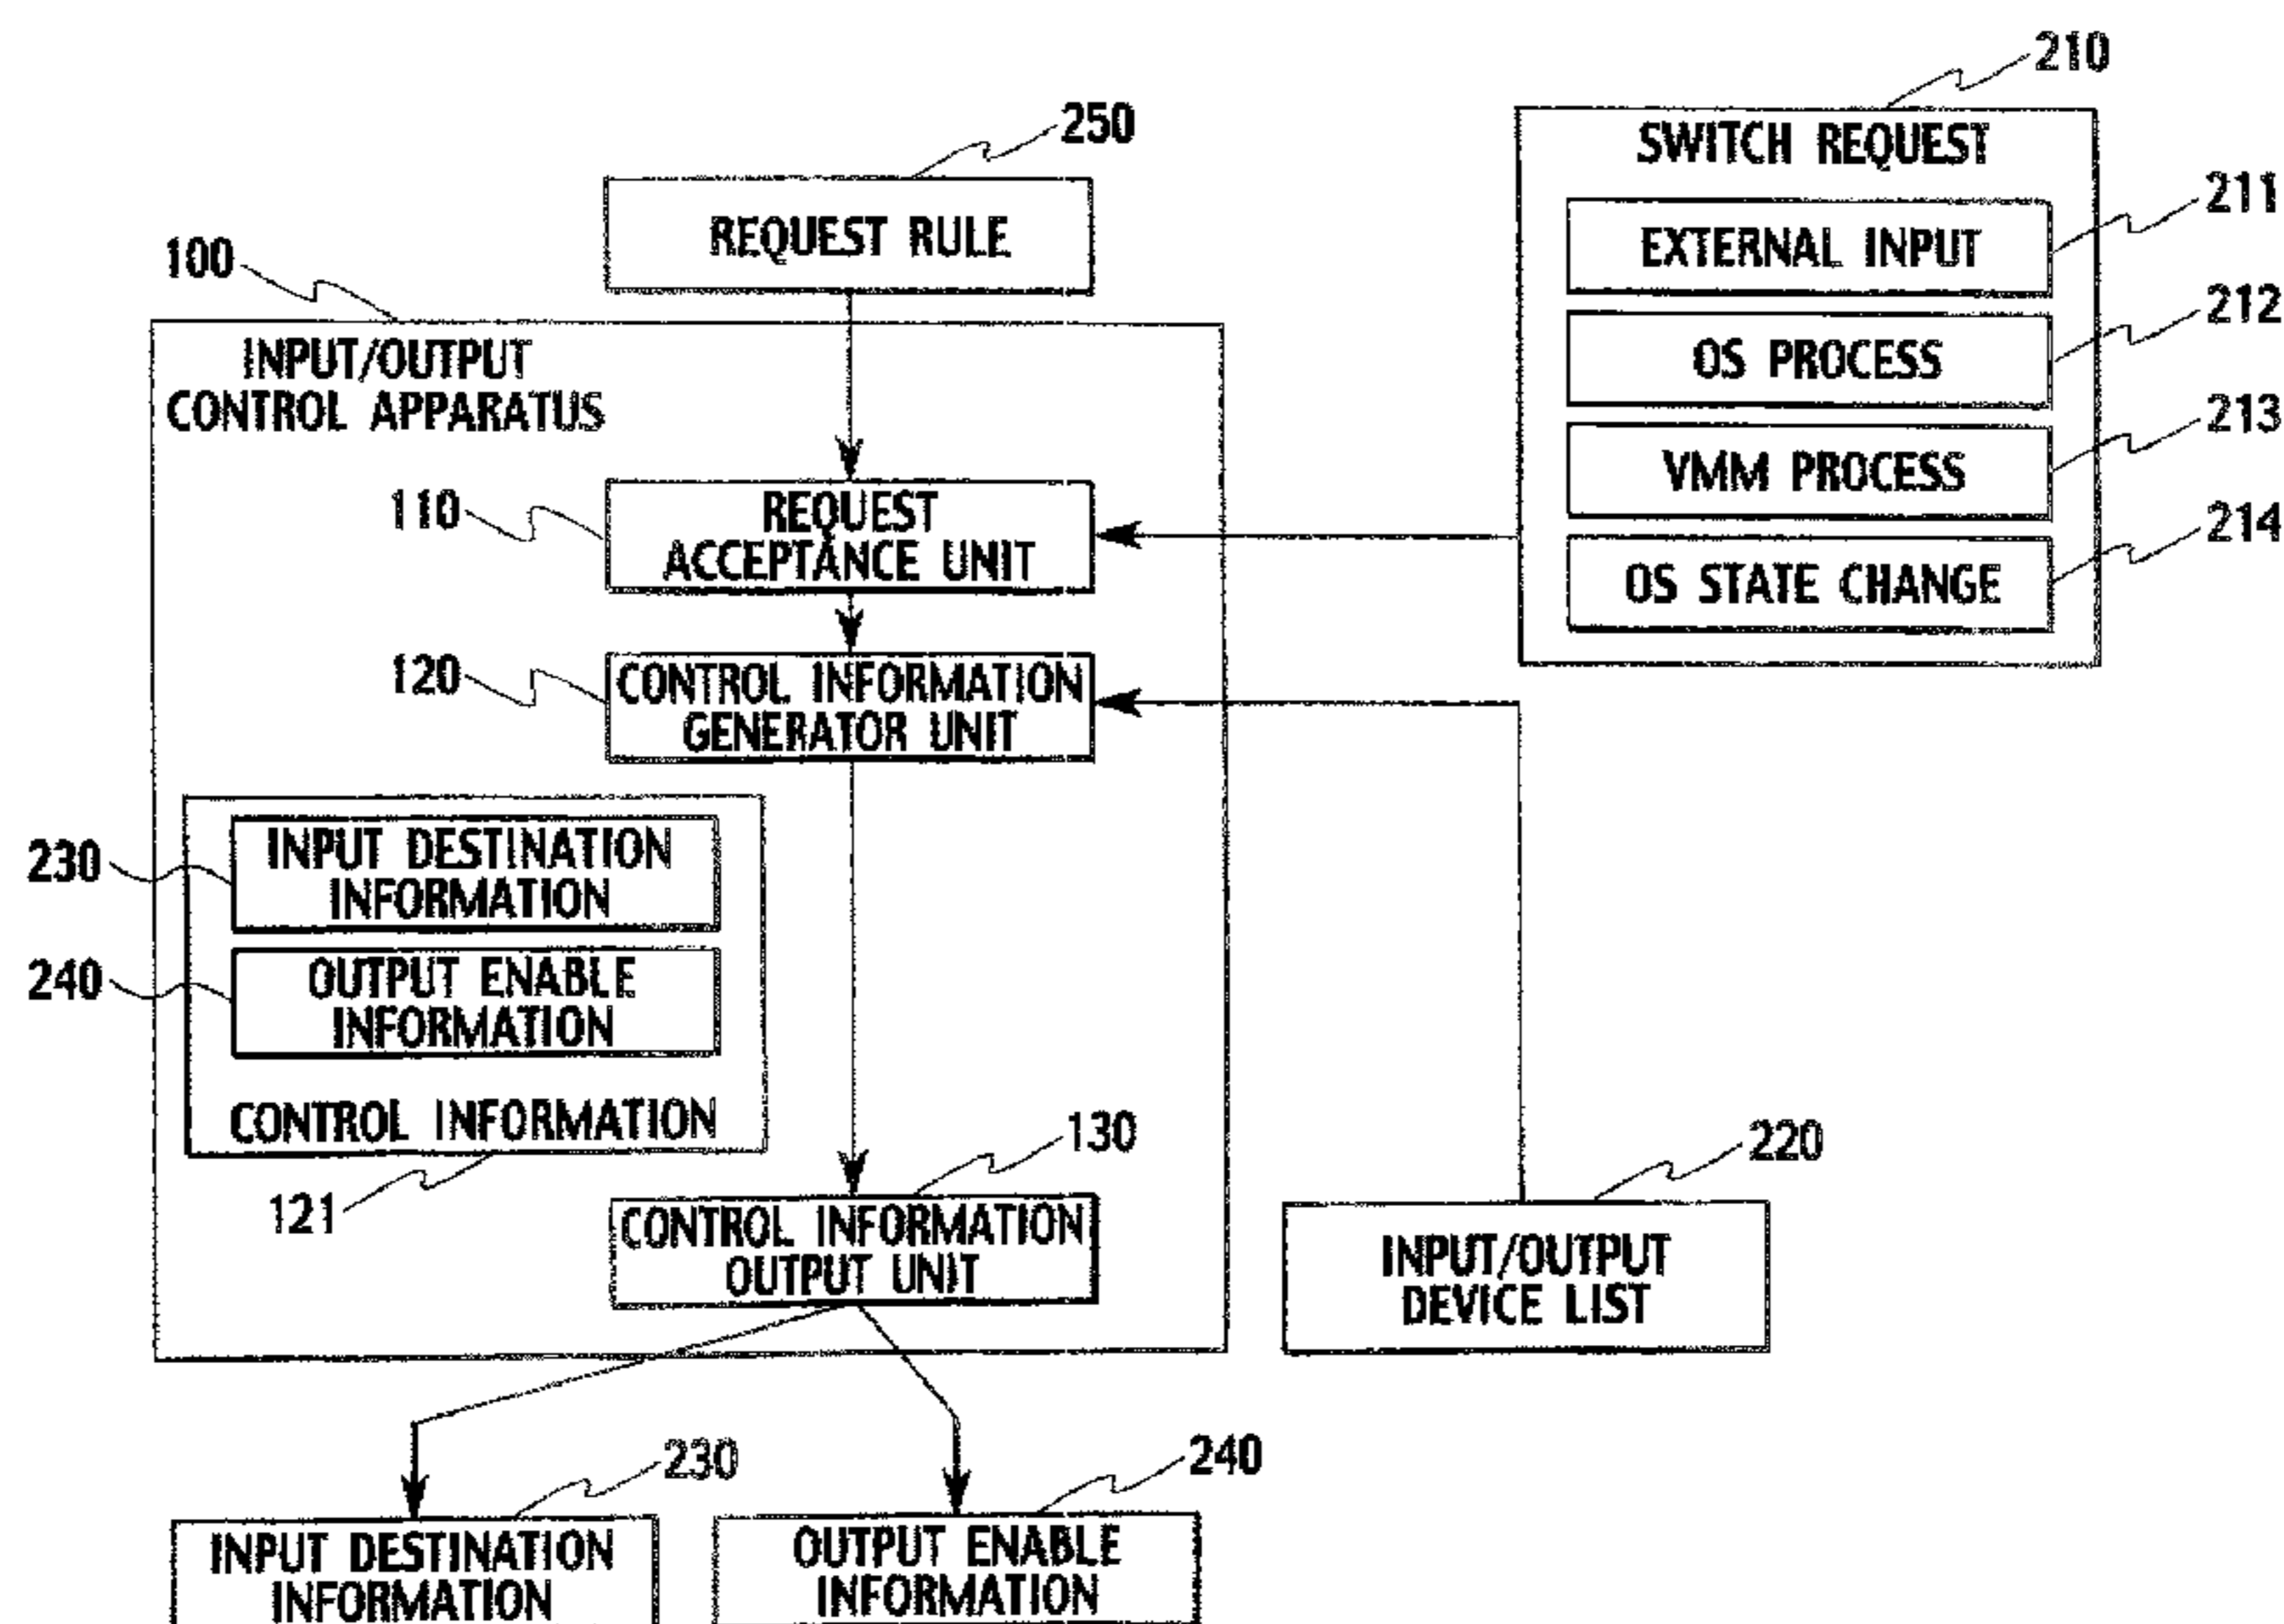 210
250
SWITCH REQUEST
REQUEST RULE
211
EXTERNAL INPUT
100
212
INPUT/OUTPUT
CONTROL APPARATUS
OS PROCESS
213
VMM PROCESS
110
REQUEST
ACCEPTANCE UNIT
214
OS STATE CHANGE
120
CONTROL INFORMATION
GENERATOR UNIT
230
INPUT DESTINATION
INFORMATION
240
OUTPUT ENABLE
INFORMATION
CONTROL INFORMATION
121
130
220
CONTROL INFORMATION
OUTPUT UNIT
INPUT/OUTPUT
DEVICE LIST
230
240
INPUT DESTINATION
INFORMATION
OUTPUT ENABLE
INFORMATION